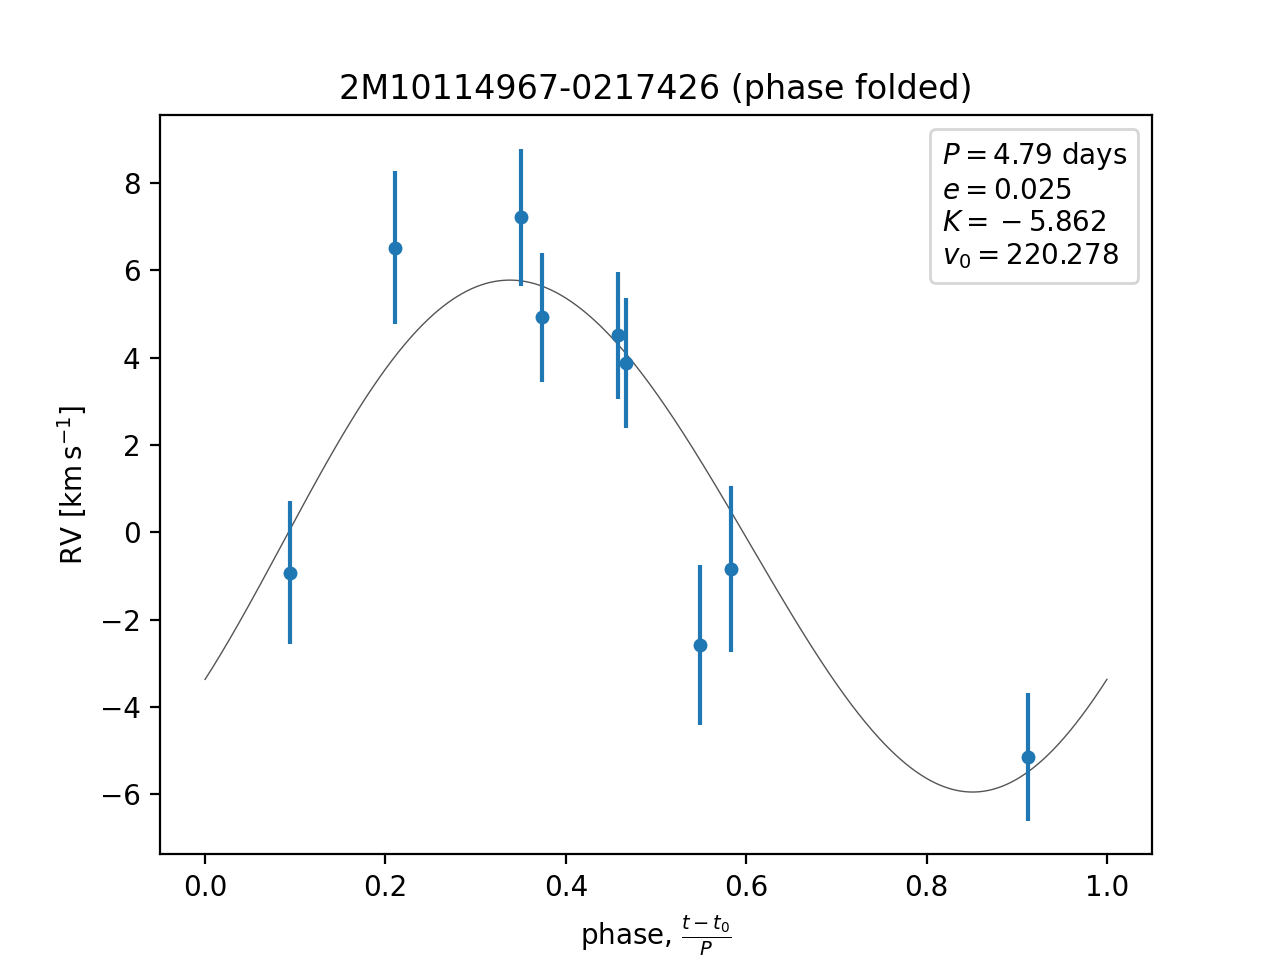 2M10114967-0217426 (phase folded)
P = 4.79 days
e = 0.025
K = −5.862
v₀ = 220.278
8
6
4
2
0
−2
−4
−6
RV [km s⁻¹]
0.0 0.2 0.4 0.6 0.8 1.0
phase, (t − t₀)/P